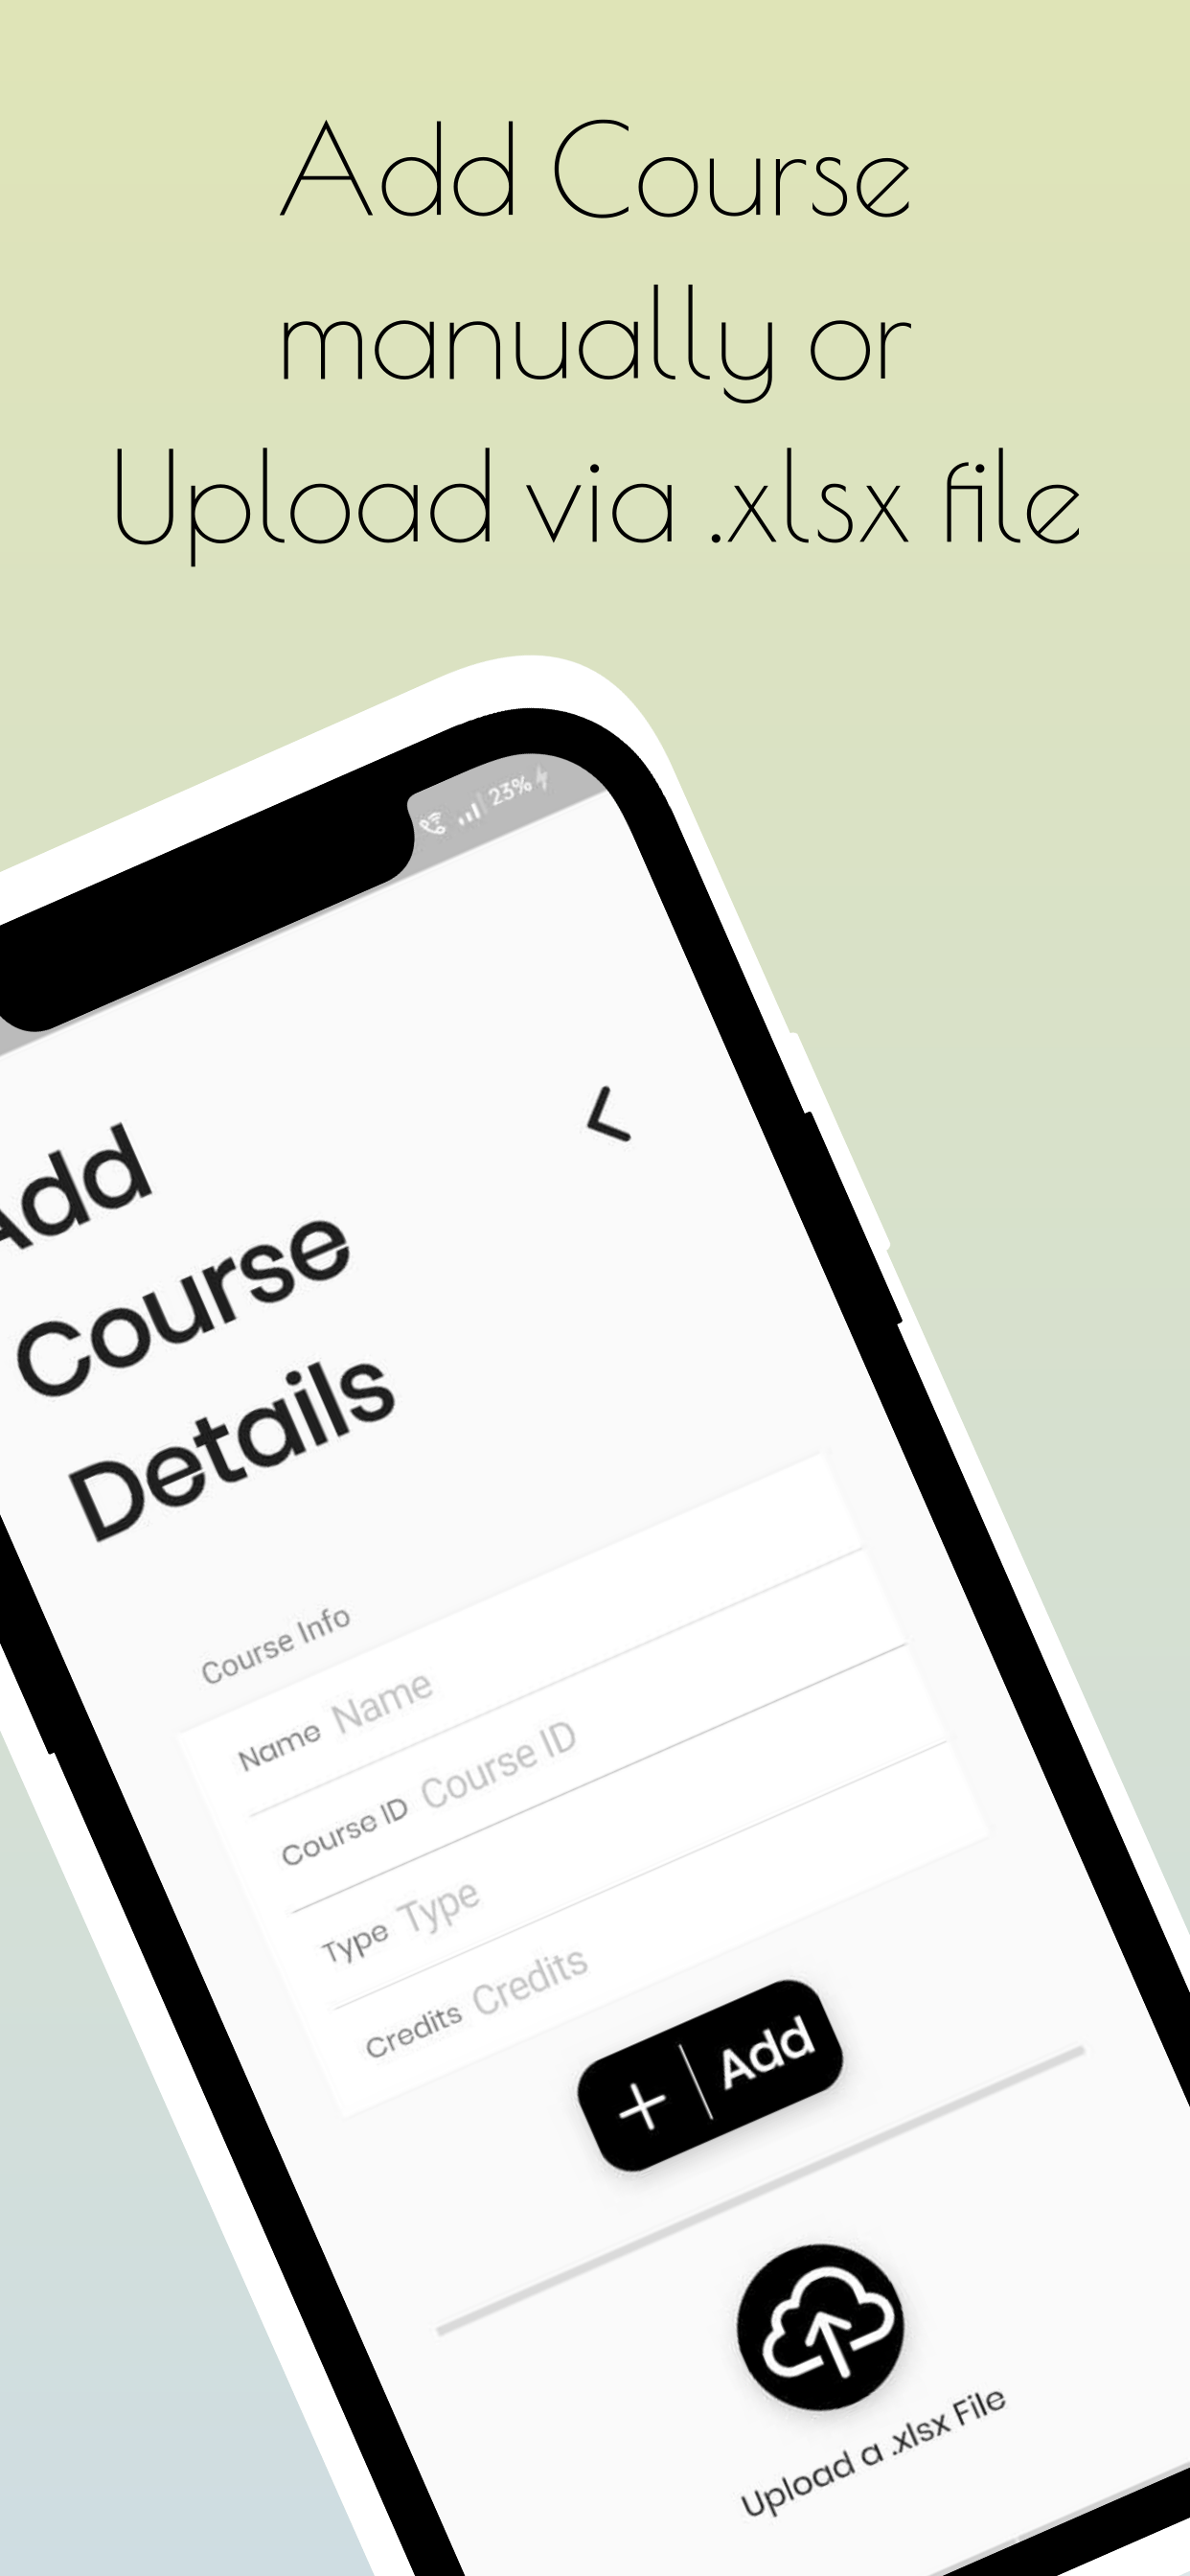 Add Course
manually or
Upload via .xlsx file
23%
Add
Course
Details
Course Info
Name Name
Course ID Course ID
Type Type
Credits Credits
+ Add
Upload a .xlsx File